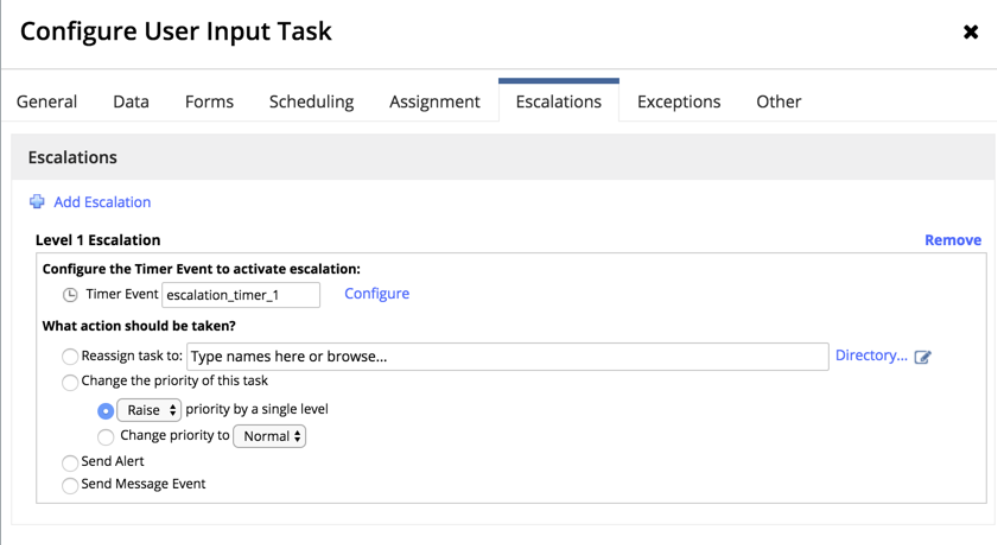 Configure User Input Task
General Data Forms Scheduling Assignment Escalations Exceptions Other
Escalations
Add Escalation
Level 1 Escalation Remove
Configure the Timer Event to activate escalation:
Timer Event escalation_timer_1 Configure
What action should be taken?
Reassign task to: Type names here or browse... Directory...
Change the priority of this task
Raise priority by a single level
Change priority to Normal
Send Alert
Send Message Event